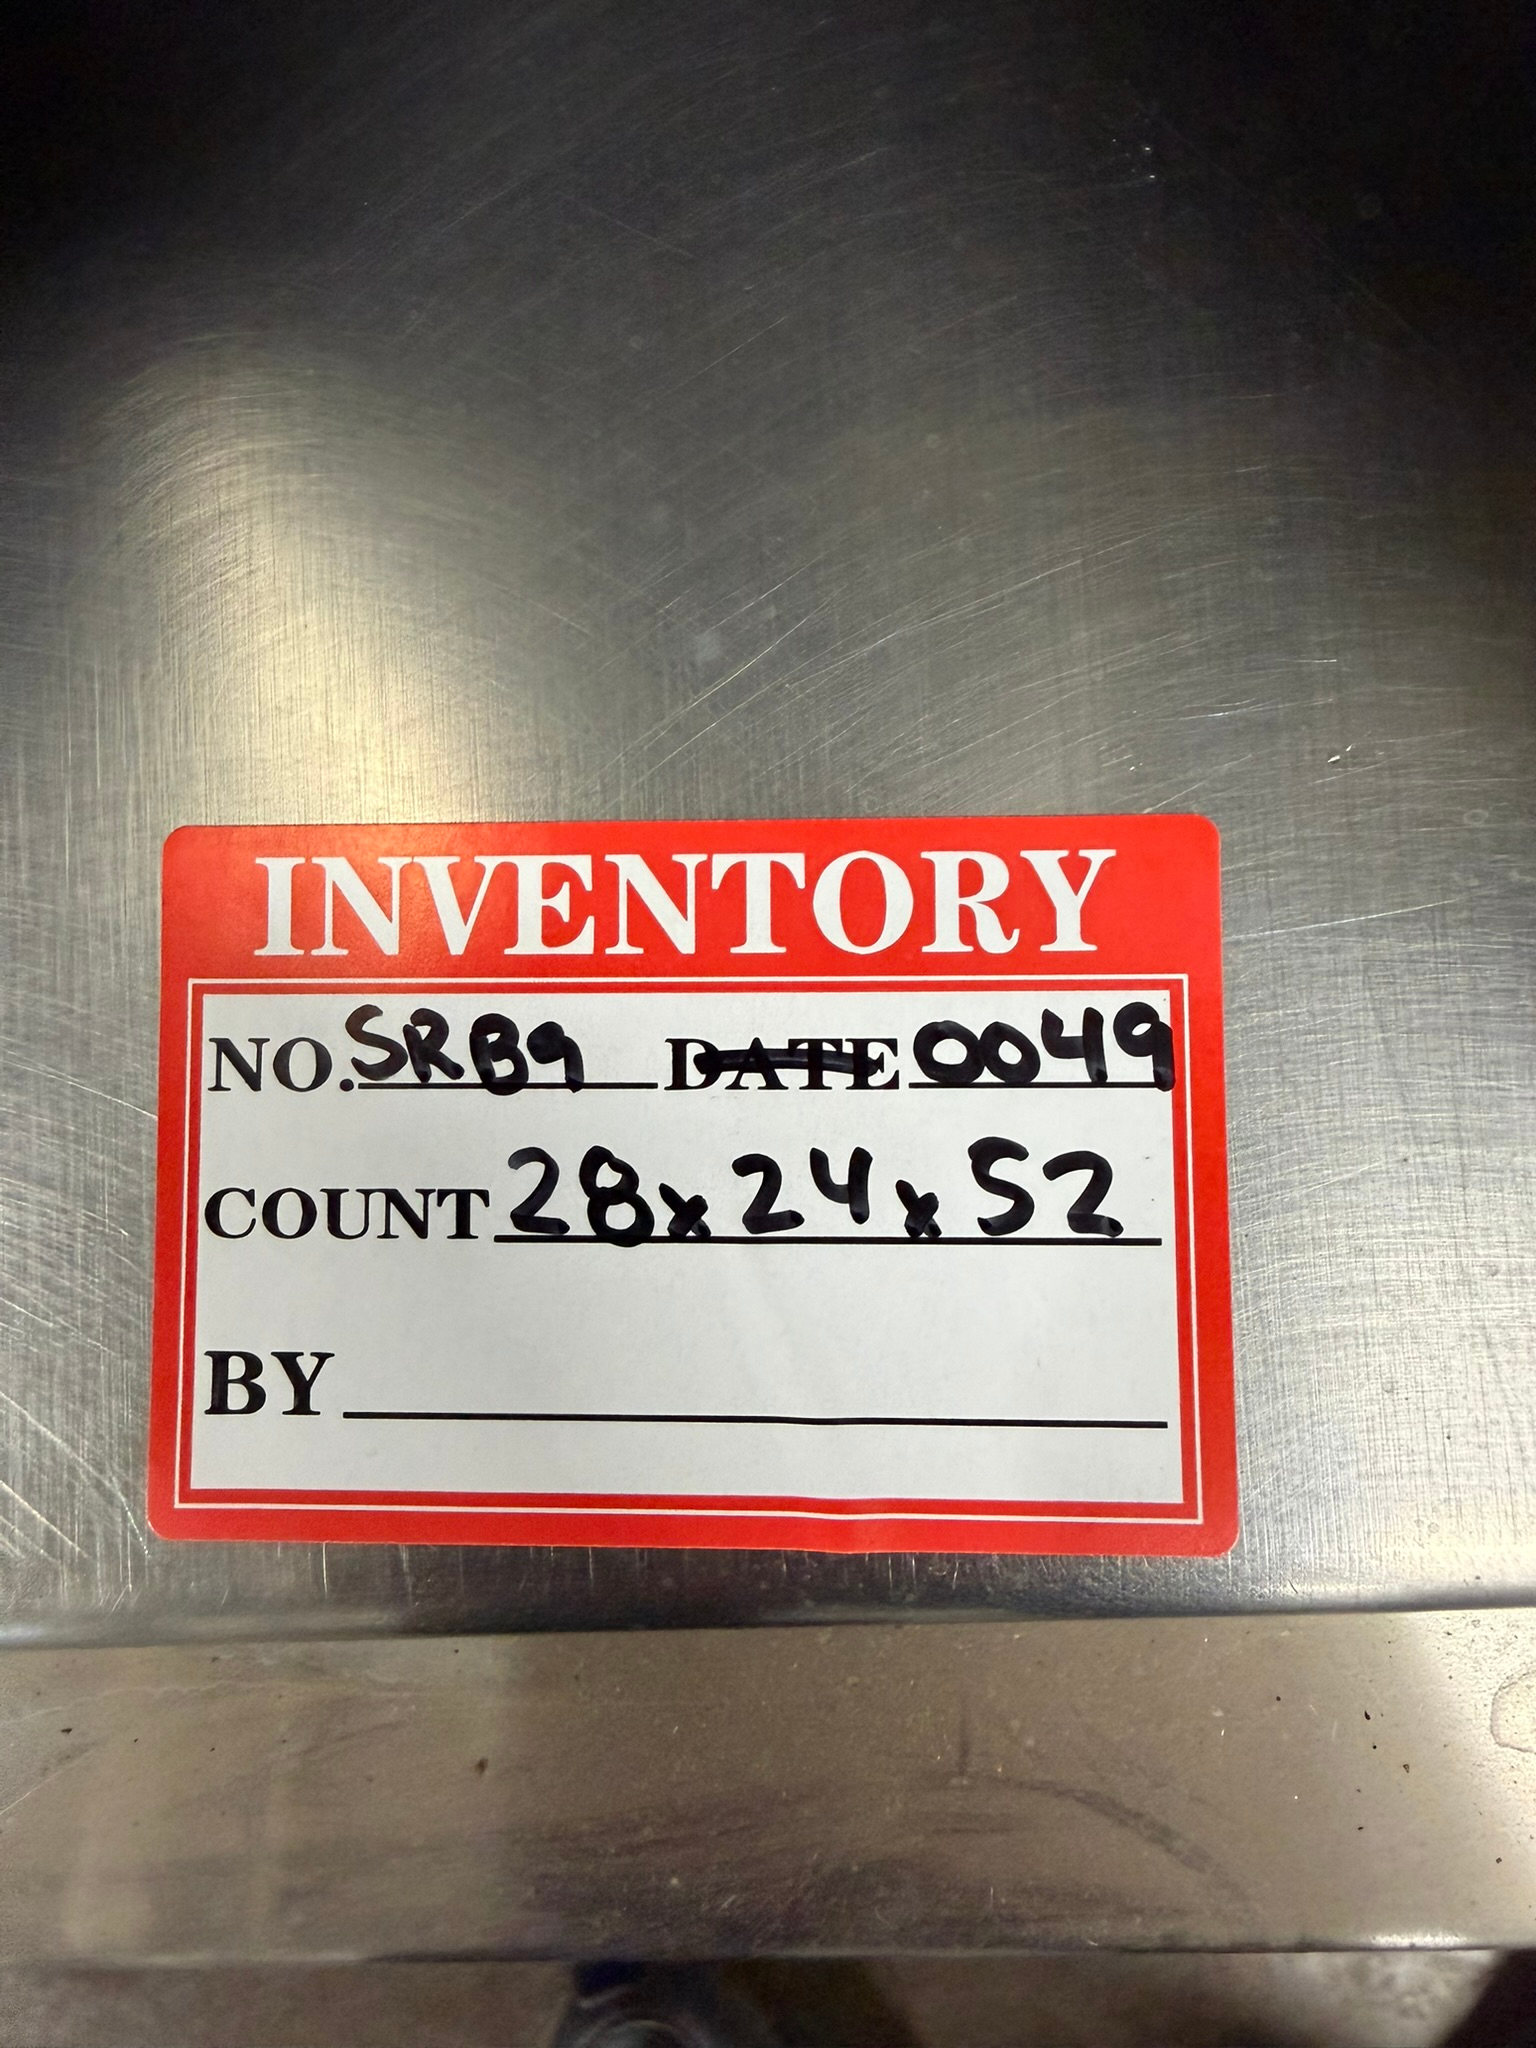 INVENTORY
NO. SRB9 DATE 0049
COUNT 28x24x52
BY